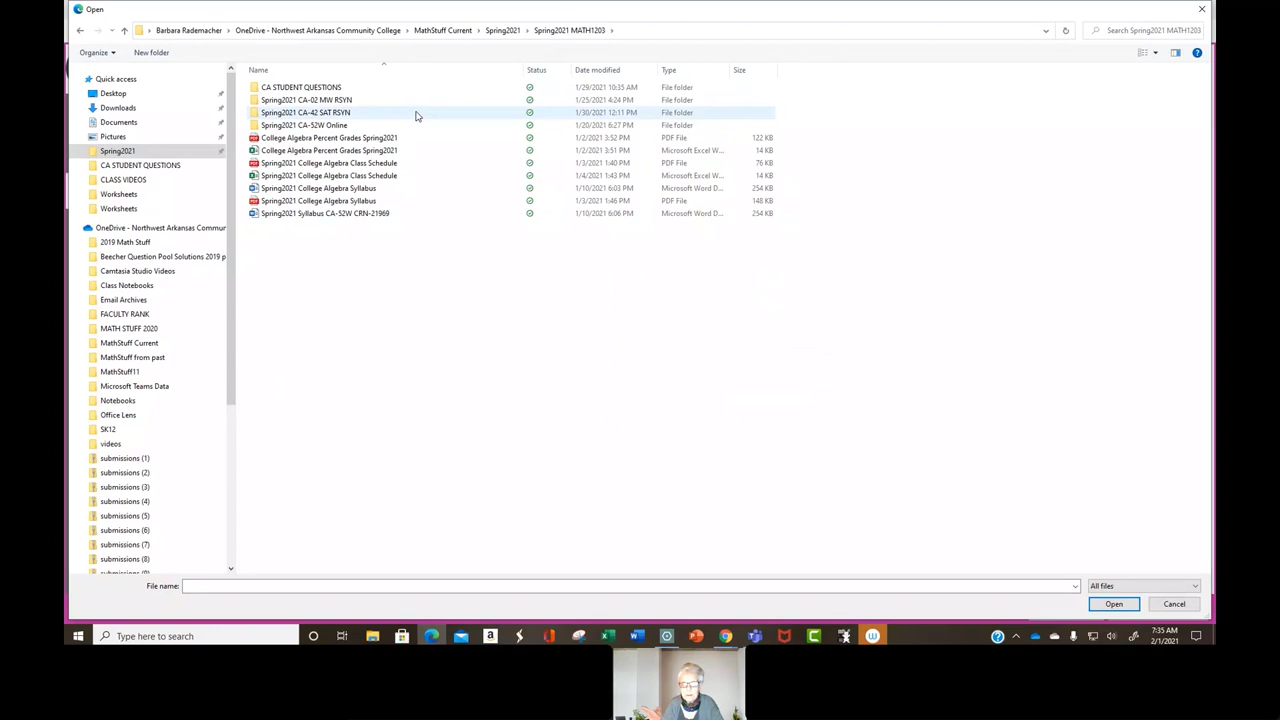 Open
Barbara Rademacher > OneDrive - Northwest Arkansas Community College > MathStuff Current > Spring2021 > Spring2021 MATH1203 >
Search Spring2021 MATH1203
Organize
New folder
Name Status Date modified Type Size
Quick access
Desktop
Downloads
Documents
Pictures
Spring2021
CA STUDENT QUESTIONS
CLASS VIDEOS
Worksheets
Worksheets
OneDrive - Northwest Arkansas Commur
2019 Math Stuff
Beecher Question Pool Solutions 2019 p
Camtasia Studio Videos
Class Notebooks
Email Archives
FACULTY RANK
MATH STUFF 2020
MathStuff Current
MathStuff from past
MathStuff11
Microsoft Teams Data
Notebooks
Office Lens
SK12
videos
submissions (1)
submissions (2)
submissions (3)
submissions (4)
submissions (5)
submissions (6)
submissions (7)
submissions (8)
CA STUDENT QUESTIONS 1/29/2021 10:35 AM File folder
Spring2021 CA-02 MW RSYN 1/25/2021 4:24 PM File folder
Spring2021 CA-42 SAT RSYN 1/30/2021 12:11 PM File folder
Spring2021 CA-52W Online 1/20/2021 6:27 PM File folder
College Algebra Percent Grades Spring2021 1/2/2021 3:52 PM PDF File 122 KB
College Algebra Percent Grades Spring2021 1/2/2021 3:51 PM Microsoft Excel W... 14 KB
Spring2021 College Algebra Class Schedule 1/3/2021 1:40 PM PDF File 76 KB
Spring2021 College Algebra Class Schedule 1/4/2021 1:43 PM Microsoft Excel W... 14 KB
Spring2021 College Algebra Syllabus 1/10/2021 6:03 PM Microsoft Word D... 254 KB
Spring2021 College Algebra Syllabus 1/3/2021 1:46 PM PDF File 148 KB
Spring2021 Syllabus CA-52W CRN-21969 1/10/2021 6:06 PM Microsoft Word D... 254 KB
File name:
All files
Open
Cancel
Type here to search
7:35 AM
2/1/2021